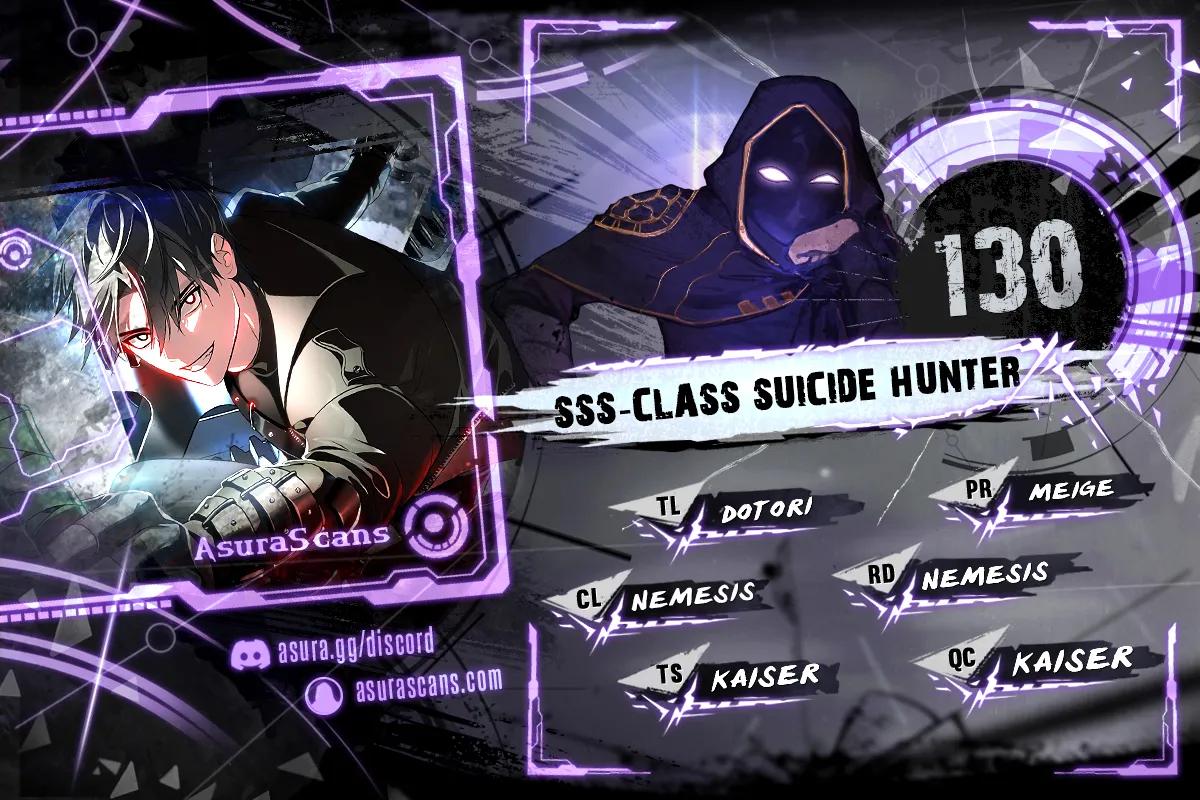 130
SSS-CLASS SUICIDE HUNTER
TL DOTORI
PR MEIGE
CL NEMESIS
RD NEMESIS
TS KAISER
QC KAISER
AsuraScans
asura.gg/discord
asurascans.com